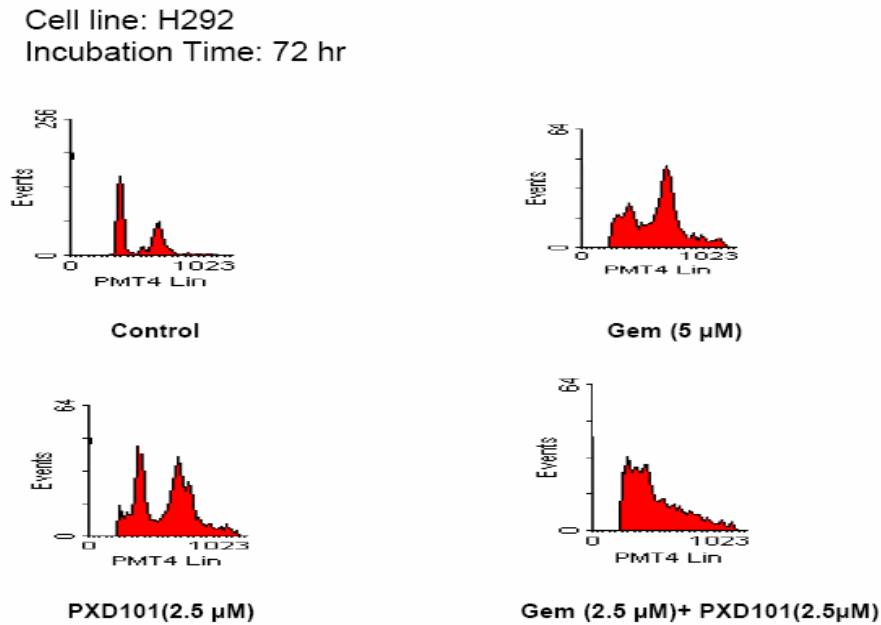 Cell line: H292
Incubation Time: 72 hr
256
Events
0
0 1023
PMT4 Lin
Control
64
Events
0
0 1023
PMT4 Lin
Gem (5 µM)
64
Events
0
0 1023
PMT4 Lin
PXD101(2.5 µM)
64
Events
0
0 1023
PMT4 Lin
Gem (2.5 µM)+ PXD101(2.5µM)